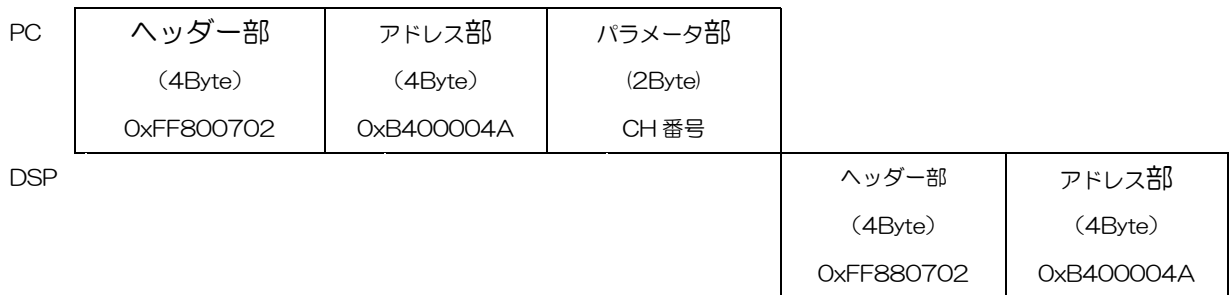 PC ヘッダー部 アドレス部 パラメータ部
（4Byte） （4Byte） (2Byte)
0xFF800702 0xB400004A CH 番号
DSP ヘッダー部 アドレス部
（4Byte） （4Byte）
0xFF880702 0xB400004A